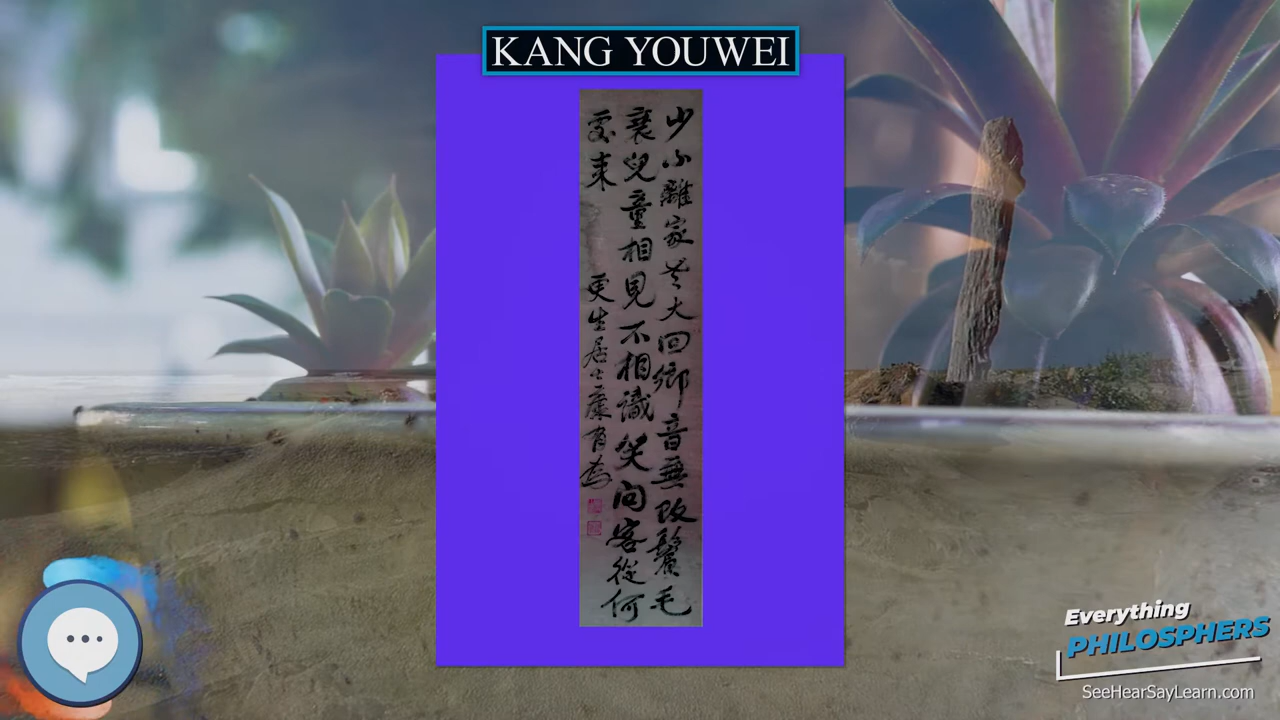 KANG YOUWEI
少小離家老大回鄉音無改鬢毛
衰兒童相見不相識笑問客從何
處来
更生居士康有為
Everything
PHILOSPHERS
SeeHearSayLearn.com